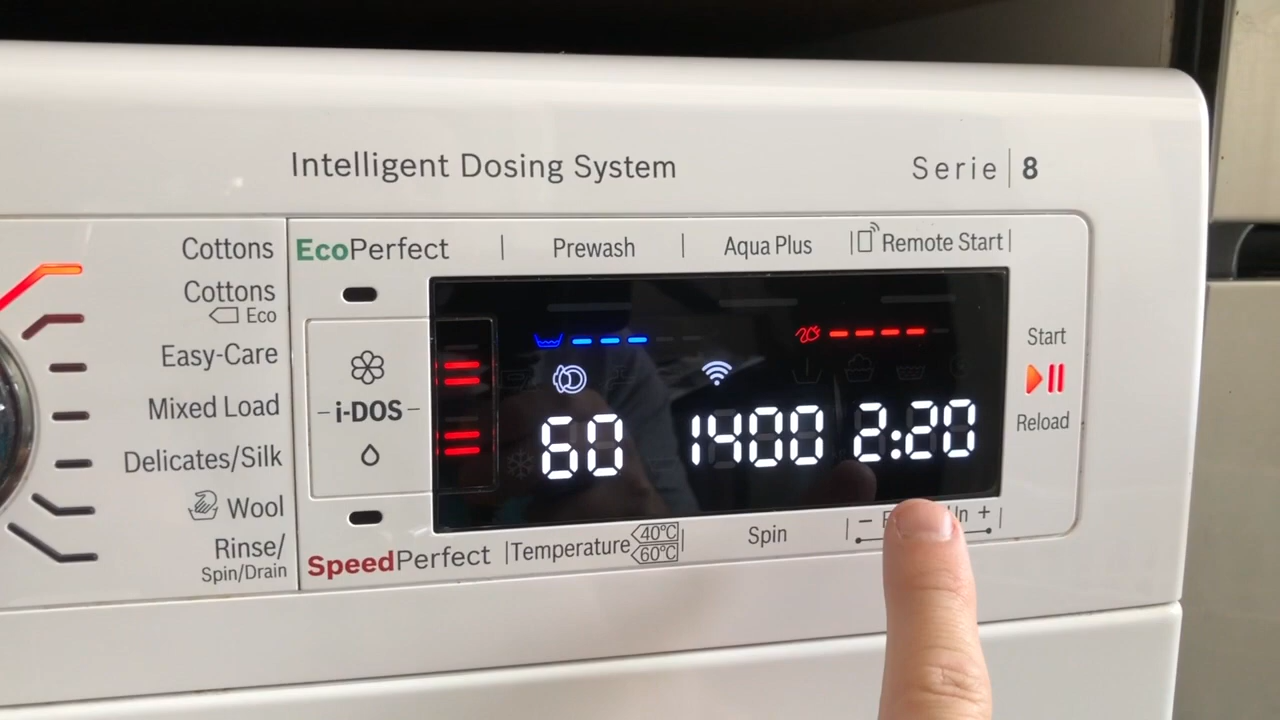 Intelligent Dosing System
Serie | 8
Cottons
Cottons
Eco
Easy-Care
Mixed Load
Delicates/Silk
Wool
Rinse/
Spin/Drain
EcoPerfect | Prewash | Aqua Plus | Remote Start |
- i-DOS -
60 1400 2:20
Start
Reload
SpeedPerfect | Temperature 40°C 60°C | Spin | - +